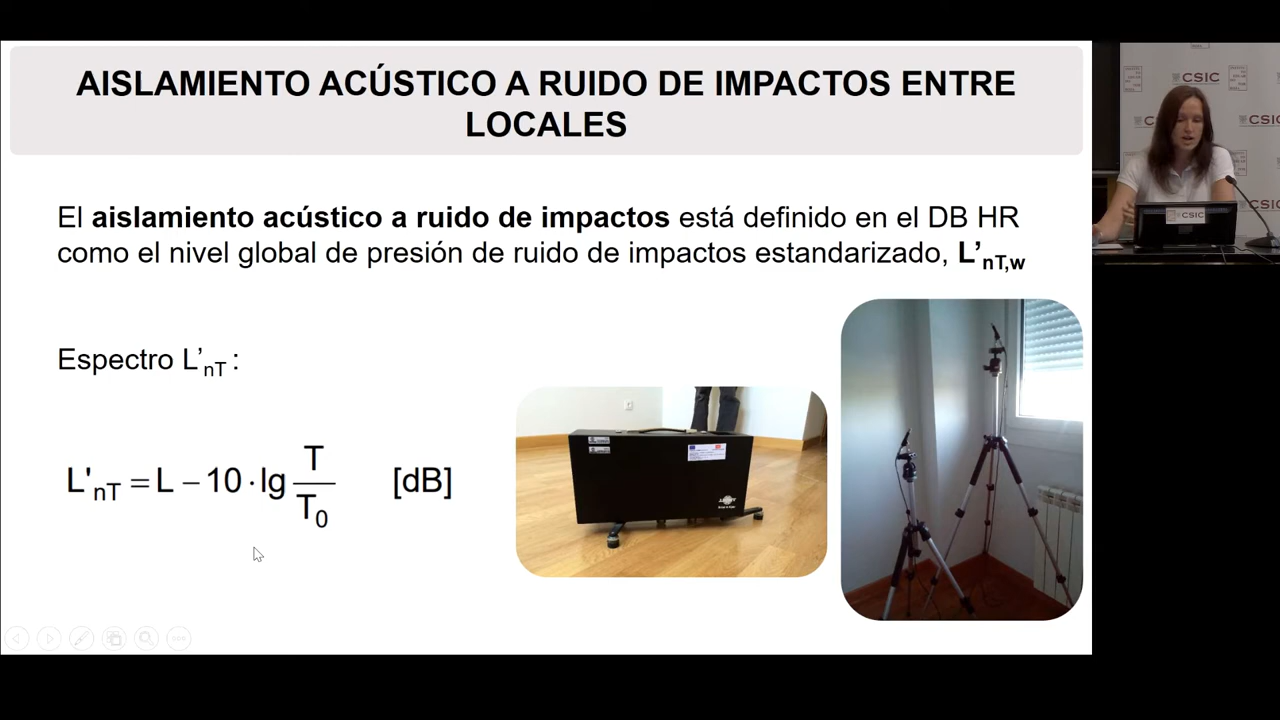 AISLAMIENTO ACÚSTICO A RUIDO DE IMPACTOS ENTRE
LOCALES
El aislamiento acústico a ruido de impactos está definido en el DB HR
como el nivel global de presión de ruido de impactos estandarizado, L’nT,w
Espectro L’nT :
L'nT = L − 10 · lg T/T0 [dB]
CSIC
CSIC
CSIC
CSIC